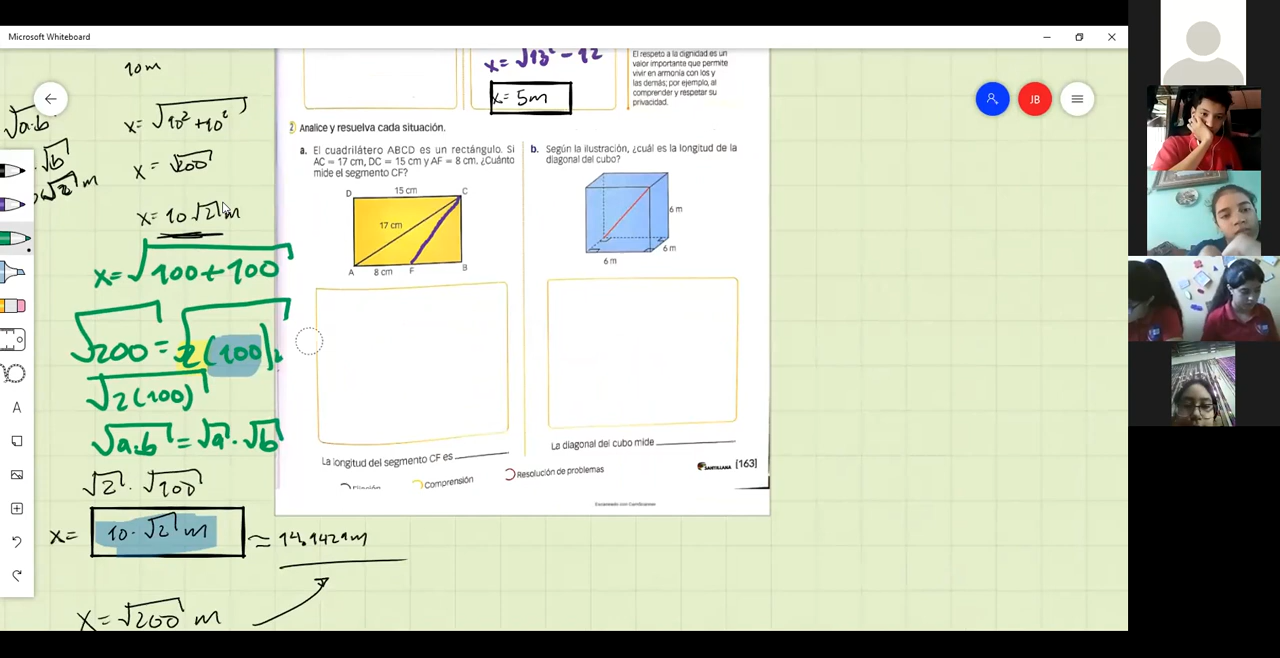 Microsoft Whiteboard
10m
√a.b
x=√10²+10²
√b
x=√200
√2 m
x=10√2 m
x=√100+100
√200=√2(100)
√2(100)
√a.b=√a.√b
√2.√100
x= 10.√2 m ≈ 14.1421m
x=√200 m
x=√13²-12
x=5m
El respeto a la dignidad es un
valor importante que permite
vivir en armonía con los y
las demás; por ejemplo, al
comprender y respetar su
privacidad.
2 Analice y resuelva cada situación.
a. El cuadrilátero ABCD es un rectángulo. Si
AC = 17 cm, DC = 15 cm y AF = 8 cm, ¿Cuánto
mide el segmento CF?
D 15 cm C
17 cm
A 8 cm F B
La longitud del segmento CF es
b. Según la ilustración, ¿cuál es la longitud de la
diagonal del cubo?
6 m
6 m
6 m
La diagonal del cubo mide
SANTILLANA [163]
Comprensión
Resolución de problemas
JB
A